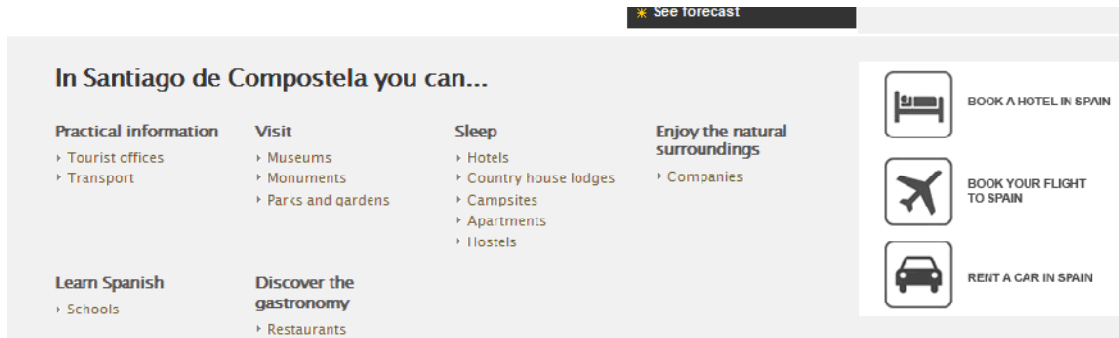 See forecast
In Santiago de Compostela you can...
Practical information
Tourist offices
Transport
Visit
Museums
Monuments
Parks and gardens
Sleep
Hotels
Country house lodges
Campsites
Apartments
Hostels
Enjoy the natural
surroundings
Companies
Learn Spanish
Schools
Discover the
gastronomy
Restaurants
BOOK A HOTEL IN SPAIN
BOOK YOUR FLIGHT
TO SPAIN
RENT A CAR IN SPAIN